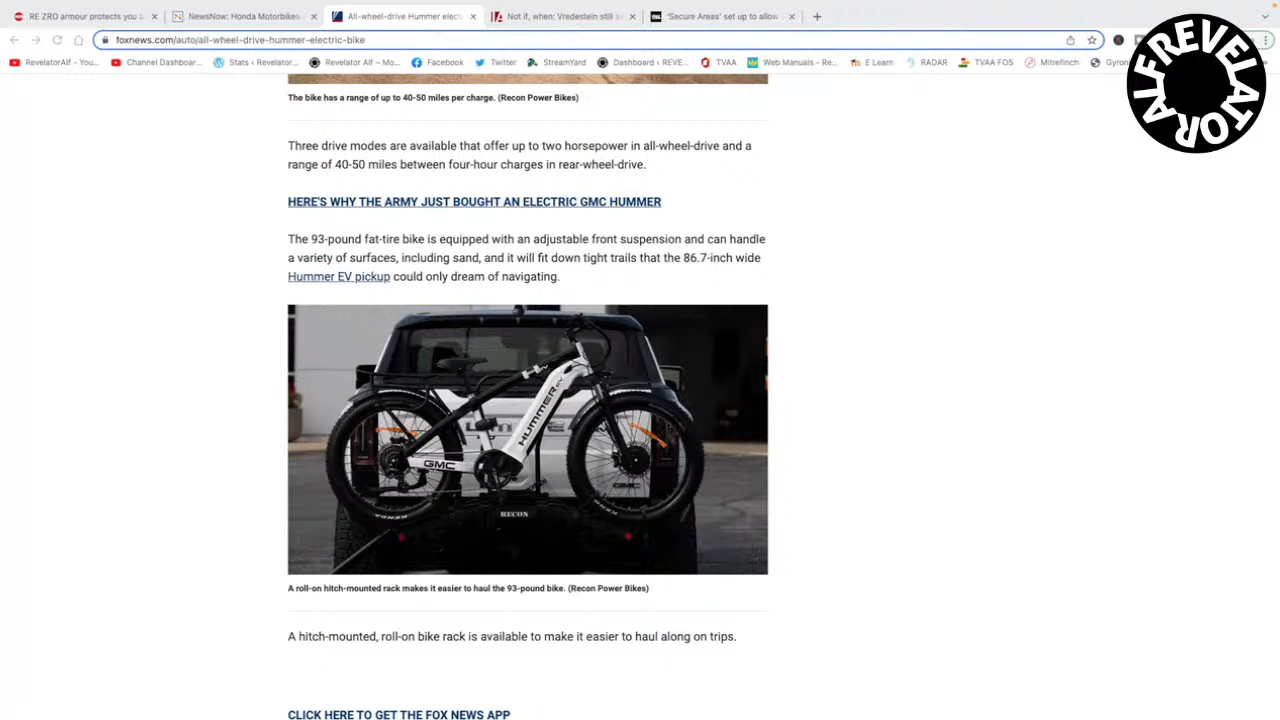 RE ZRO armour protects you a
NewsNow: Honda Motorbikes
All-wheel-drive Hummer elect
Not if, when: Vredestein still s
'Secure Areas' set up to allow
foxnews.com/auto/all-wheel-drive-hummer-electric-bike
RevelatorAlf - You...
Channel Dashboar...
Stats ‹ Revelator...
Revelator Alf – Mo...
Facebook
Twitter
StreamYard
Dashboard ‹ REVE...
TVAA
Web Manuals - Re...
E Learn
RADAR
TVAA FOS
Mitrefinch
Gyron
ALFREVELATOR
The bike has a range of up to 40-50 miles per charge. (Recon Power Bikes)
Three drive modes are available that offer up to two horsepower in all-wheel-drive and a
range of 40-50 miles between four-hour charges in rear-wheel-drive.
HERE'S WHY THE ARMY JUST BOUGHT AN ELECTRIC GMC HUMMER
The 93-pound fat-tire bike is equipped with an adjustable front suspension and can handle
a variety of surfaces, including sand, and it will fit down tight trails that the 86.7-inch wide
Hummer EV pickup could only dream of navigating.
HUMMER EV
GMC
GMC
RECON
KENDA
A roll-on hitch-mounted rack makes it easier to haul the 93-pound bike. (Recon Power Bikes)
A hitch-mounted, roll-on bike rack is available to make it easier to haul along on trips.
CLICK HERE TO GET THE FOX NEWS APP